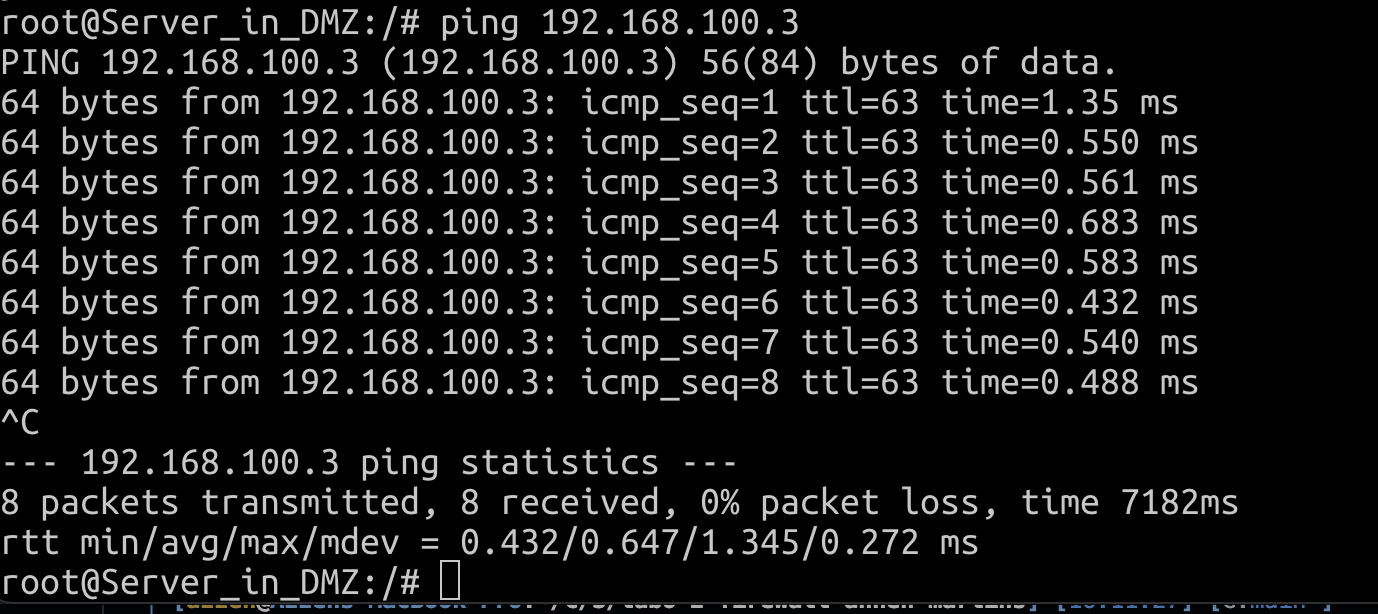 root@Server_in_DMZ:/# ping 192.168.100.3
PING 192.168.100.3 (192.168.100.3) 56(84) bytes of data.
64 bytes from 192.168.100.3: icmp_seq=1 ttl=63 time=1.35 ms
64 bytes from 192.168.100.3: icmp_seq=2 ttl=63 time=0.550 ms
64 bytes from 192.168.100.3: icmp_seq=3 ttl=63 time=0.561 ms
64 bytes from 192.168.100.3: icmp_seq=4 ttl=63 time=0.683 ms
64 bytes from 192.168.100.3: icmp_seq=5 ttl=63 time=0.583 ms
64 bytes from 192.168.100.3: icmp_seq=6 ttl=63 time=0.432 ms
64 bytes from 192.168.100.3: icmp_seq=7 ttl=63 time=0.540 ms
64 bytes from 192.168.100.3: icmp_seq=8 ttl=63 time=0.488 ms
^C
--- 192.168.100.3 ping statistics ---
8 packets transmitted, 8 received, 0% packet loss, time 7182ms
rtt min/avg/max/mdev = 0.432/0.647/1.345/0.272 ms
root@Server_in_DMZ:/#